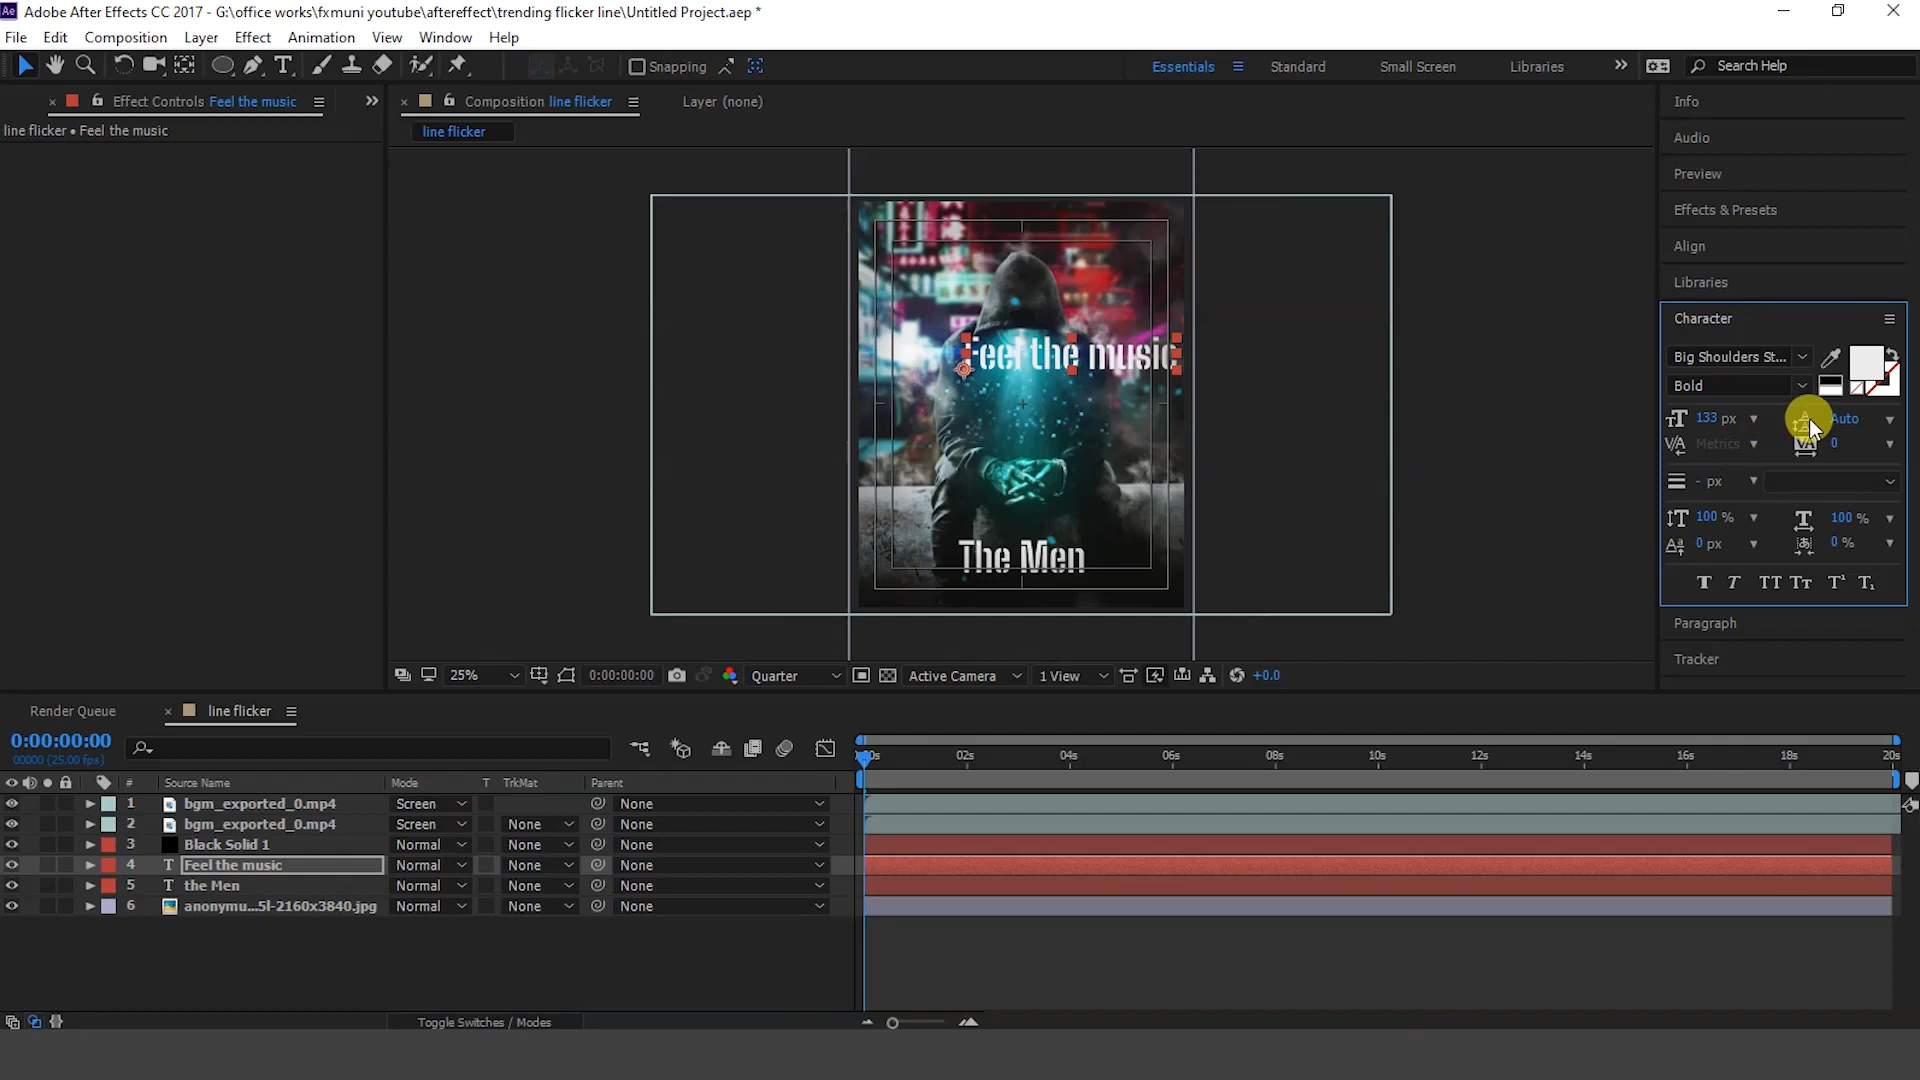 Adobe After Effects CC 2017 - G:\office works\fxmuni youtube\aftereffect\trending flicker line\Untitled Project.aep *
File Edit Composition Layer Effect Animation View Window Help
Snapping
Essentials Standard Small Screen Libraries Search Help
Effect Controls Feel the music
Composition line flicker Layer (none)
line flicker • Feel the music
line flicker
Info
Audio
Preview
Effects & Presets
Align
Libraries
Character
Big Shoulders St...
Bold
133 px Auto
Metrics 0
- px
100 % 100 %
0 px 0 %
Paragraph
Tracker
Feel the music
The Men
25% 0:00:00:00 Quarter Active Camera 1 View +0.0
Render Queue line flicker
0:00:00:00
00000 (25.00 fps)
02s 04s 06s 08s 10s 12s 14s 16s 18s 20s
# Source Name Mode T TrkMat Parent
1 bgm_exported_0.mp4 Screen None
2 bgm_exported_0.mp4 Screen None None
3 Black Solid 1 Normal None None
4 T Feel the music Normal None None
5 T the Men Normal None None
6 anonymu...5l-2160x3840.jpg Normal None None
Toggle Switches / Modes